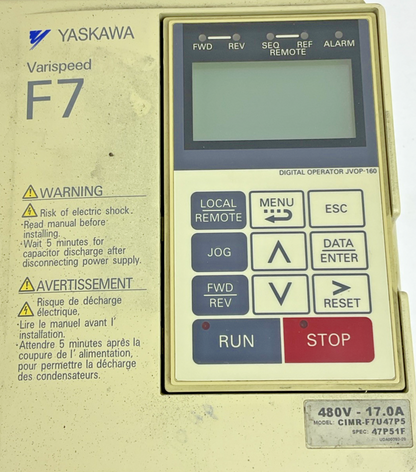 YASKAWA
Varispeed
F7
FWD REV SEQ REF ALARM
REMOTE
DIGITAL OPERATOR JVOP-160
LOCAL
REMOTE
MENU
ESC
JOG
DATA
ENTER
FWD
REV
>
RESET
RUN
STOP
WARNING
Risk of electric shock.
·Read manual before
installing.
·Wait 5 minutes for
capacitor discharge after
disconnecting power supply.
AVERTISSEMENT
Risque de décharge
électrique.
·Lire le manuel avant l'
installation.
·Attendre 5 minutes après la
coupure de l' alimentation,
pour permettre la décharge
des condensateurs.
480V - 17.0A
MODEL: CIMR-F7U47P5
SPEC: 47P51F